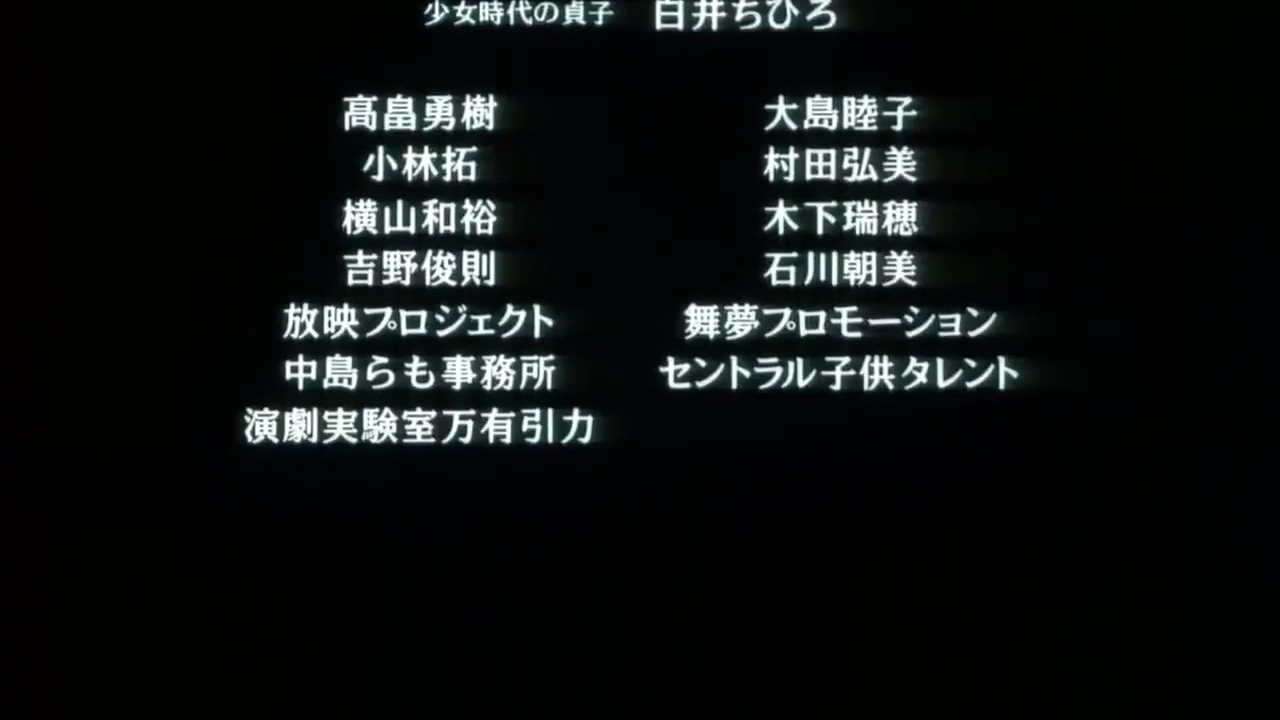 少女時代の貞子 白井ちひろ
高畠勇樹 大島睦子
小林拓 村田弘美
横山和裕 木下瑞穂
吉野俊則 石川朝美
放映プロジェクト 舞夢プロモーション
中島らも事務所 セントラル子供タレント
演劇実験室万有引力